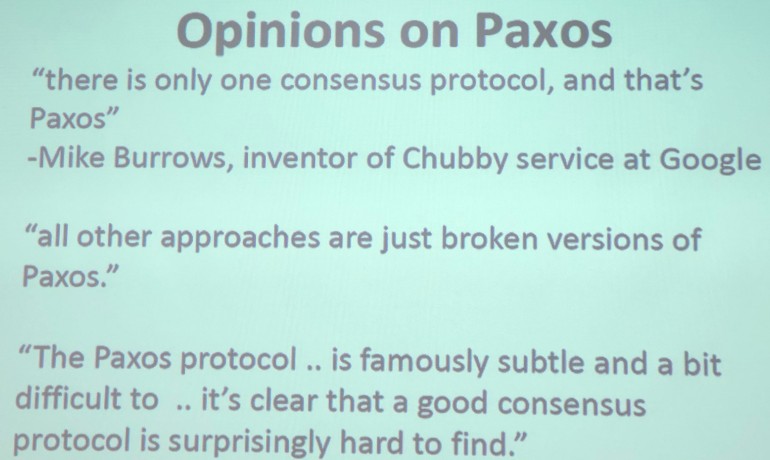 Opinions on Paxos
“there is only one consensus protocol, and that’s
Paxos”
-Mike Burrows, inventor of Chubby service at Google
“all other approaches are just broken versions of
Paxos.”
“The Paxos protocol .. is famously subtle and a bit
difficult to  .. it’s clear that a good consensus
protocol is surprisingly hard to find.”